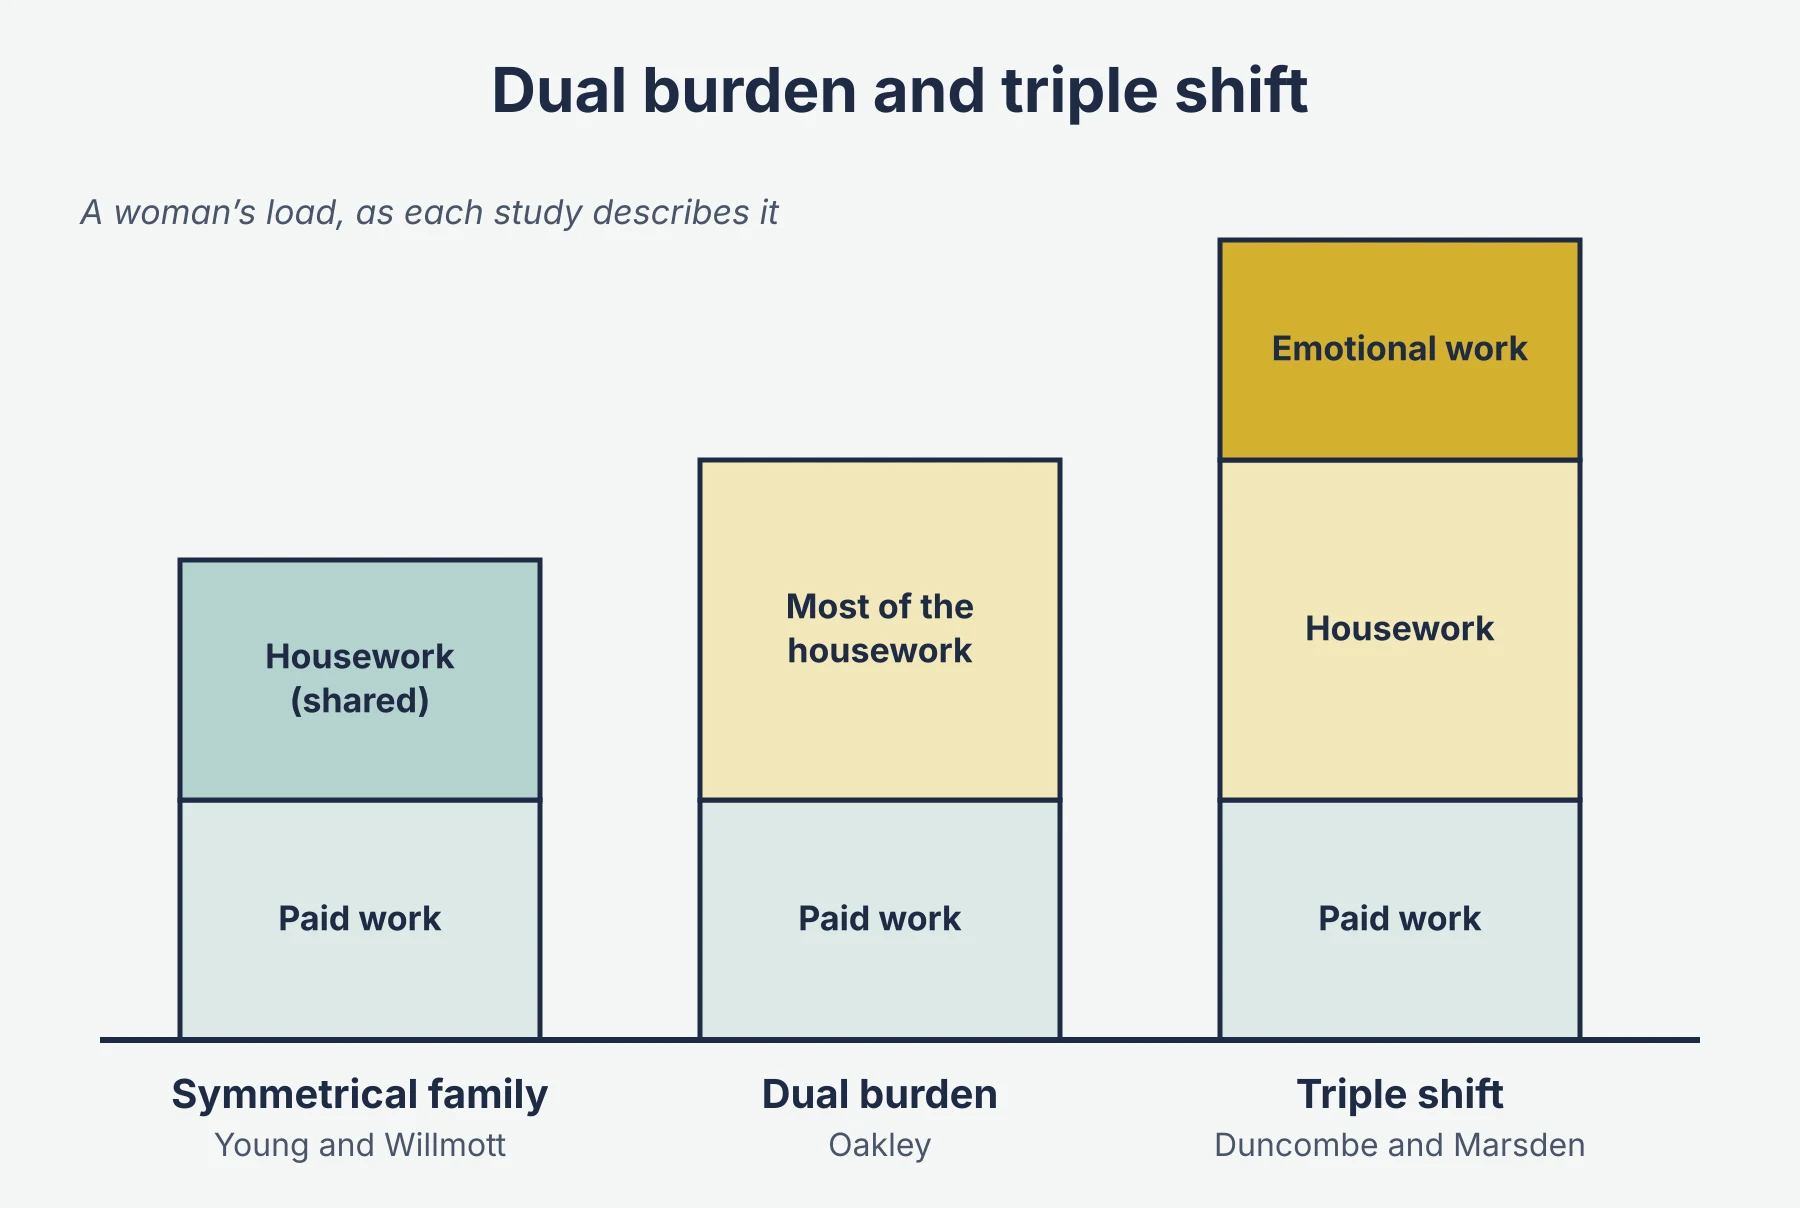 Dual burden and triple shift
A woman’s load, as each study describes it
Housework
(shared)
Paid work
Symmetrical family
Young and Willmott
Most of the
housework
Paid work
Dual burden
Oakley
Emotional work
Housework
Paid work
Triple shift
Duncombe and Marsden